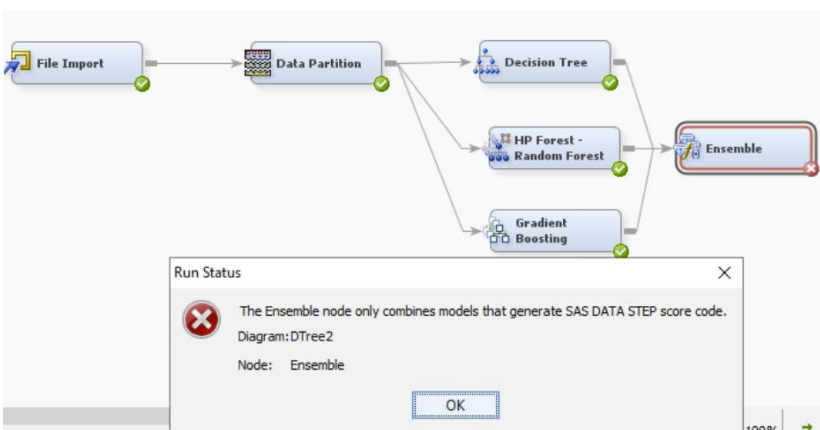 File Import
Data Partition
Decision Tree
HP Forest -
Random Forest
Ensemble
Gradient
Boosting
Run Status
The Ensemble node only combines models that generate SAS DATA STEP score code.
Diagram:DTree2
Node: Ensemble
OK
100%